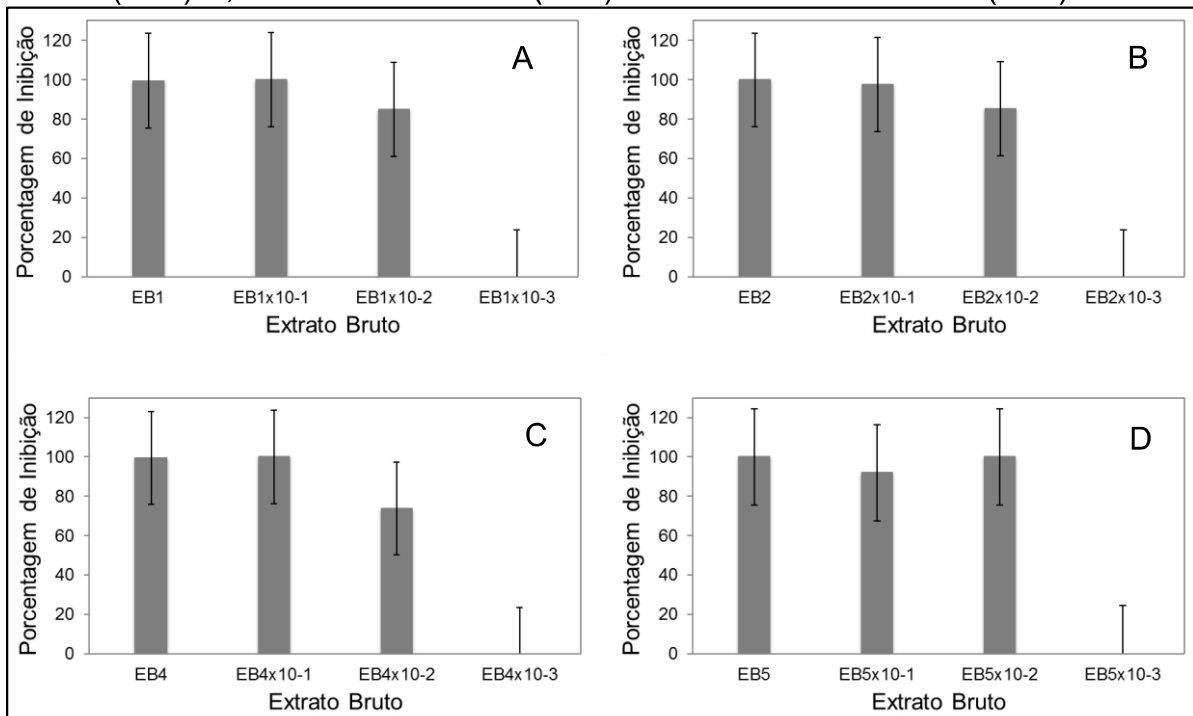 A
Porcentagem de Inibição
120
100
80
60
40
20
0
EB1 EB1x10-1 EB1x10-2 EB1x10-3
Extrato Bruto
B
Porcentagem de Inibição
120
100
80
60
40
20
0
EB2 EB2x10-1 EB2x10-2 EB2x10-3
Extrato Bruto
C
Porcentagem de Inibição
120
100
80
60
40
20
0
EB4 EB4x10-1 EB4x10-2 EB4x10-3
Extrato Bruto
D
Porcentagem de Inibição
120
100
80
60
40
20
0
EB5 EB5x10-1 EB5x10-2 EB5x10-3
Extrato Bruto